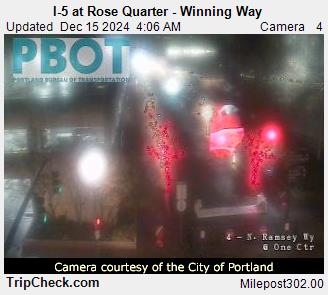 I-5 at Rose Quarter - Winning Way
Updated Dec 15 2024 4:06 AM Camera 4
PBOT
PORTLAND BUREAU OF TRANSPORTATION
4 - N. Ramsey Wy
@ One Ctr
Camera courtesy of the City of Portland
TripCheck.com Milepost302.00